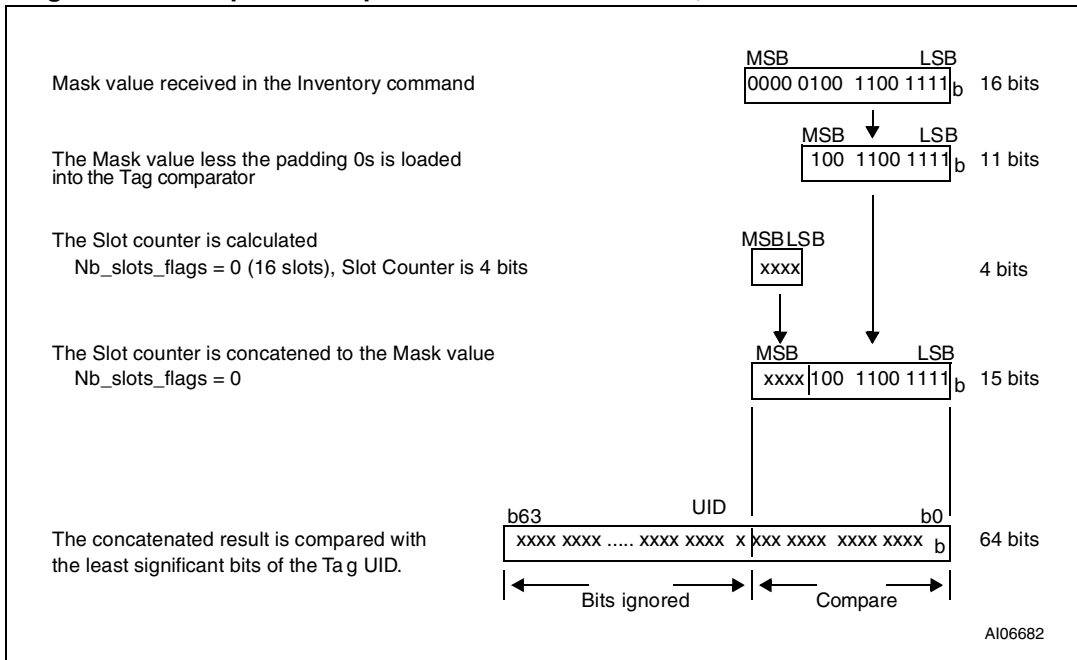 MSB LSB
Mask value received in the Inventory command 0000 0100 1100 1111 b 16 bits
MSB LSB
The Mask value less the padding 0s is loaded
into the Tag comparator
100 1100 1111 b 11 bits
The Slot counter is calculated
MSB LSB
Nb_slots_flags = 0 (16 slots), Slot Counter is 4 bits xxxx 4 bits
The Slot counter is concatened to the Mask value
MSB LSB
Nb_slots_flags = 0 xxxx 100 1100 1111 b 15 bits
UID
b63 b0
The concatenated result is compared with
the least significant bits of the Tag UID.
xxxx xxxx ..... xxxx xxxx x xxx xxxx xxxx xxxx b 64 bits
Bits ignored Compare
AI06682